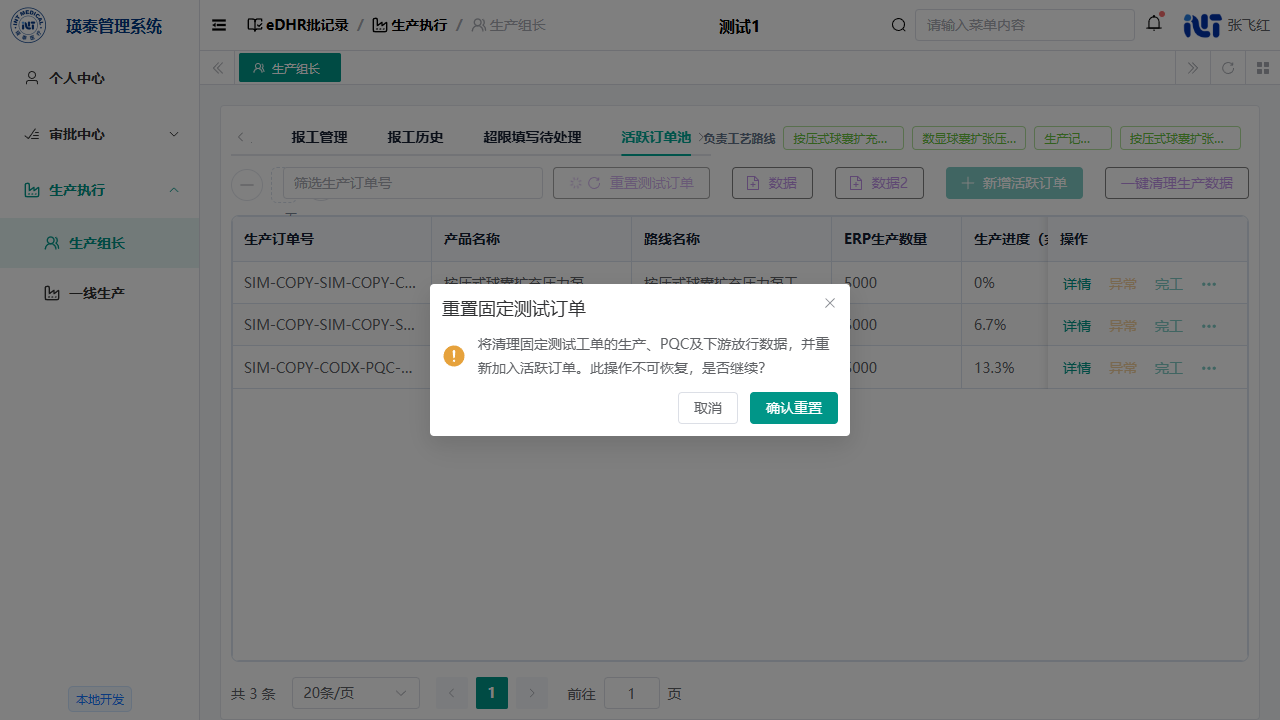 瑛泰管理系统
eDHR批记录 / 生产执行 / 生产组长
测试1
请输入菜单内容
张飞红
个人中心
审批中心
生产执行
生产组长
一线生产
本地开发
生产组长
报工管理
报工历史
超限填写待处理
活跃订单池
负责工艺路线
按压式球囊扩充...
数显球囊扩张压...
生产记...
按压式球囊扩张...
筛选生产订单号
重置测试订单
数据
数据2
新增活跃订单
一键清理生产数据
生产订单号 产品名称 路线名称 ERP生产数量 操作
SIM-COPY-SIM-COPY-C... 5000 0% 详情 异常 完工
SIM-COPY-SIM-COPY-S... 6.7% 详情 异常 完工
SIM-COPY-CODX-PQC-... 13.3% 详情 异常 完工
重置固定测试订单
将清理固定测试工单的生产、PQC及下游放行数据，并重
新加入活跃订单。此操作不可恢复，是否继续？
取消
确认重置
共 3 条
20条/页
1
前往 1 页